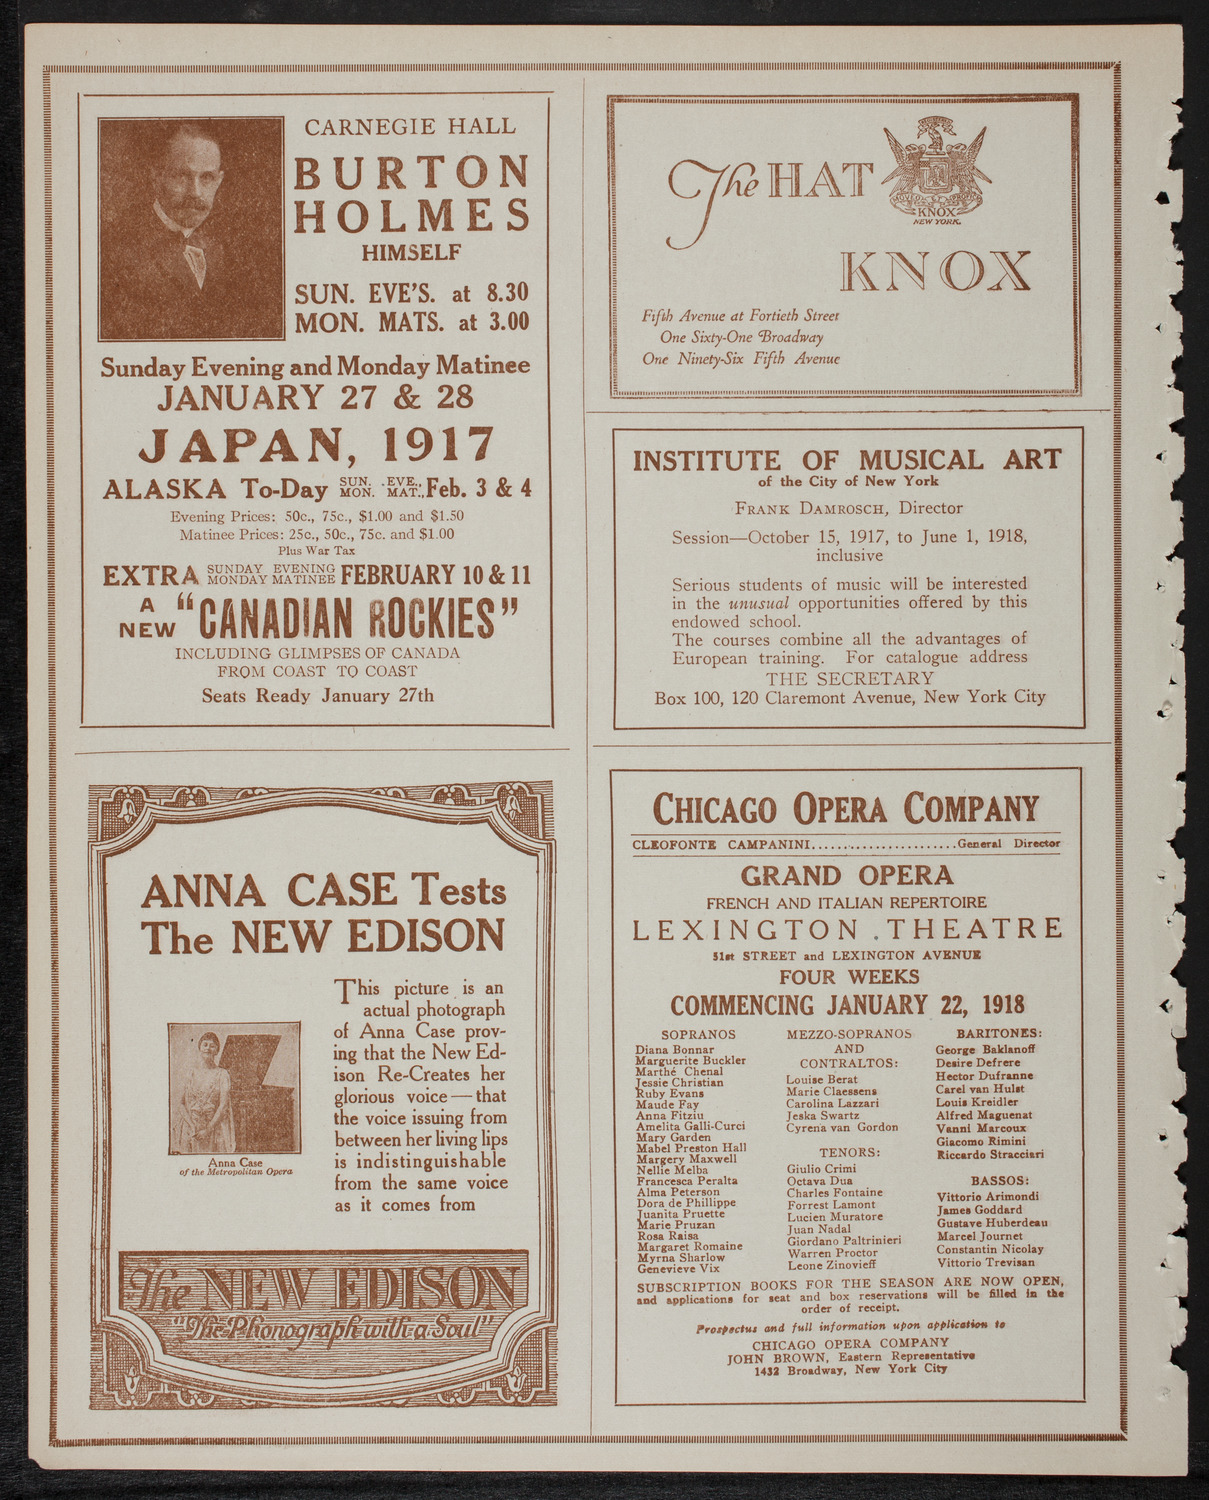 CARNEGIE HALL
BURTON
HOLMES
HIMSELF
SUN. EVE'S. at 8.30
MON. MATS. at 3.00
Sunday Evening and Monday Matinee
JANUARY 27 & 28
JAPAN, 1917
ALASKA To-Day SUN. EVE., MON. MAT., Feb. 3 & 4
Evening Prices: 50c., 75c., $1.00 and $1.50
Matinee Prices: 25c., 50c., 75c. and $1.00
Plus War Tax
EXTRA SUNDAY EVENING MONDAY MATINEE FEBRUARY 10 & 11
A NEW "CANADIAN ROCKIES"
INCLUDING GLIMPSES OF CANADA
FROM COAST TO COAST
Seats Ready January 27th
The HAT
KNOX
NEW YORK.
KNOX
Fifth Avenue at Fortieth Street
One Sixty-One Broadway
One Ninety-Six Fifth Avenue
INSTITUTE OF MUSICAL ART
of the City of New York
FRANK DAMROSCH, Director
Session—October 15, 1917, to June 1, 1918,
inclusive
Serious students of music will be interested
in the unusual opportunities offered by this
endowed school.
The courses combine all the advantages of
European training. For catalogue address
THE SECRETARY
Box 100, 120 Claremont Avenue, New York City
ANNA CASE Tests
The NEW EDISON
This picture is an
actual photograph
of Anna Case prov-
ing that the New Ed-
ison Re-Creates her
glorious voice — that
the voice issuing from
between her living lips
is indistinguishable
from the same voice
as it comes from
Anna Case
of the Metropolitan Opera
The NEW EDISON
"The Phonograph with a Soul"
CHICAGO OPERA COMPANY
CLEOFONTE CAMPANINI.......................General Director
GRAND OPERA
FRENCH AND ITALIAN REPERTOIRE
LEXINGTON THEATRE
51st STREET and LEXINGTON AVENUE
FOUR WEEKS
COMMENCING JANUARY 22, 1918
SOPRANOS
Diana Bonnar
Marguerite Buckler
Marthé Chenal
Jessie Christian
Ruby Evans
Maude Fay
Anna Fitziu
Amelita Galli-Curci
Mary Garden
Mabel Preston Hall
Margery Maxwell
Nellie Melba
Francesca Peralta
Alma Peterson
Dora de Phillippe
Juanita Pruette
Marie Pruzan
Rosa Raisa
Margaret Romaine
Myrna Sharlow
Genevieve Vix
MEZZO-SOPRANOS
AND
CONTRALTOS:
Louise Berat
Marie Claessens
Carolina Lazzari
Jeska Swartz
Cyrena van Gordon
TENORS:
Giulio Crimi
Octava Dua
Charles Fontaine
Forrest Lamont
Lucien Muratore
Juan Nadal
Giordano Paltrinieri
Warren Proctor
Leone Zinovieff
BARITONES:
George Baklanoff
Desire Defrere
Hector Dufranne
Carel van Hulst
Louis Kreidler
Alfred Maguenat
Vanni Marcoux
Giacomo Rimini
Riccardo Stracciari
BASSOS:
Vittorio Arimondi
James Goddard
Gustave Huberdeau
Marcel Journet
Constantin Nicolay
Vittorio Trevisan
SUBSCRIPTION BOOKS FOR THE SEASON ARE NOW OPEN,
and applications for seat and box reservations will be filled in the
order of receipt.
Prospectus and full information upon application to
CHICAGO OPERA COMPANY
JOHN BROWN, Eastern Representative
1432 Broadway, New York City